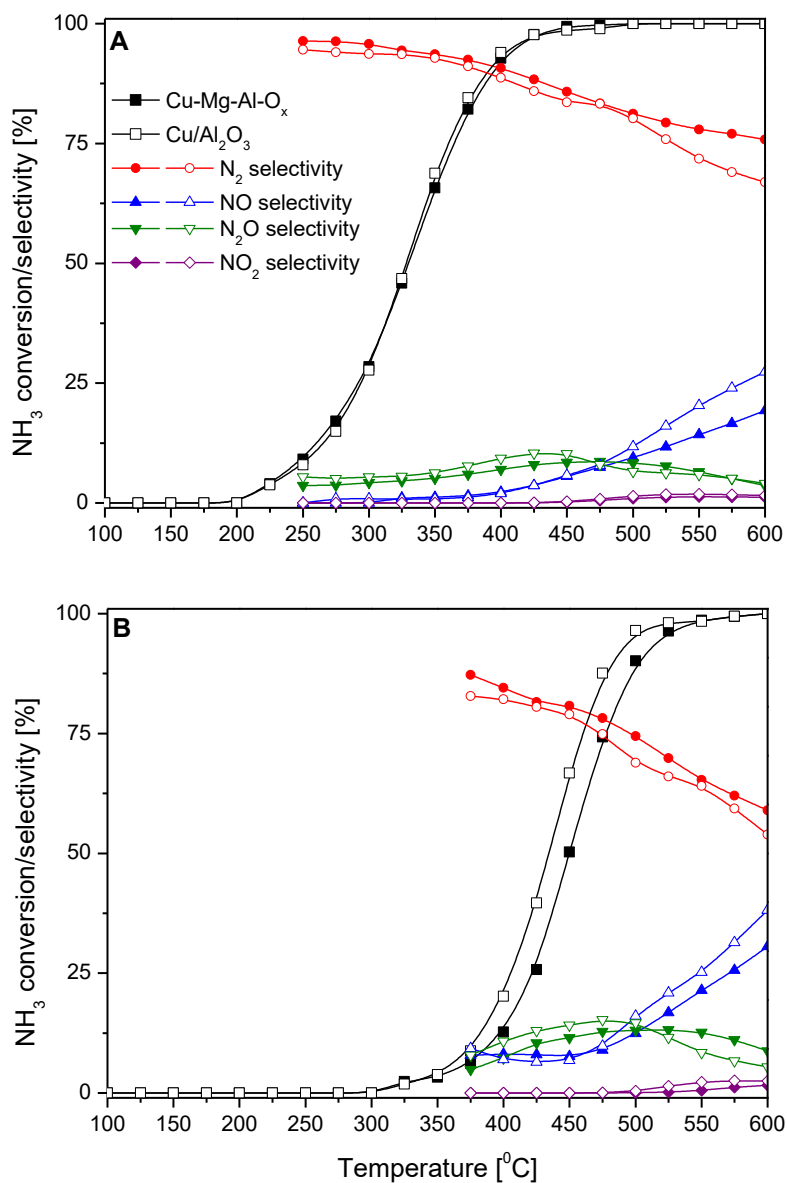 A
100
75
50
25
0
NH₃ conversion/selectivity [%]
Cu-Mg-Al-Oₓ
Cu/Al₂O₃
N₂ selectivity
NO selectivity
N₂O selectivity
NO₂ selectivity
100 150 200 250 300 350 400 450 500 550 600
B
100
75
50
25
0
NH₃ conversion/selectivity [%]
100 150 200 250 300 350 400 450 500 550 600
Temperature [⁰C]